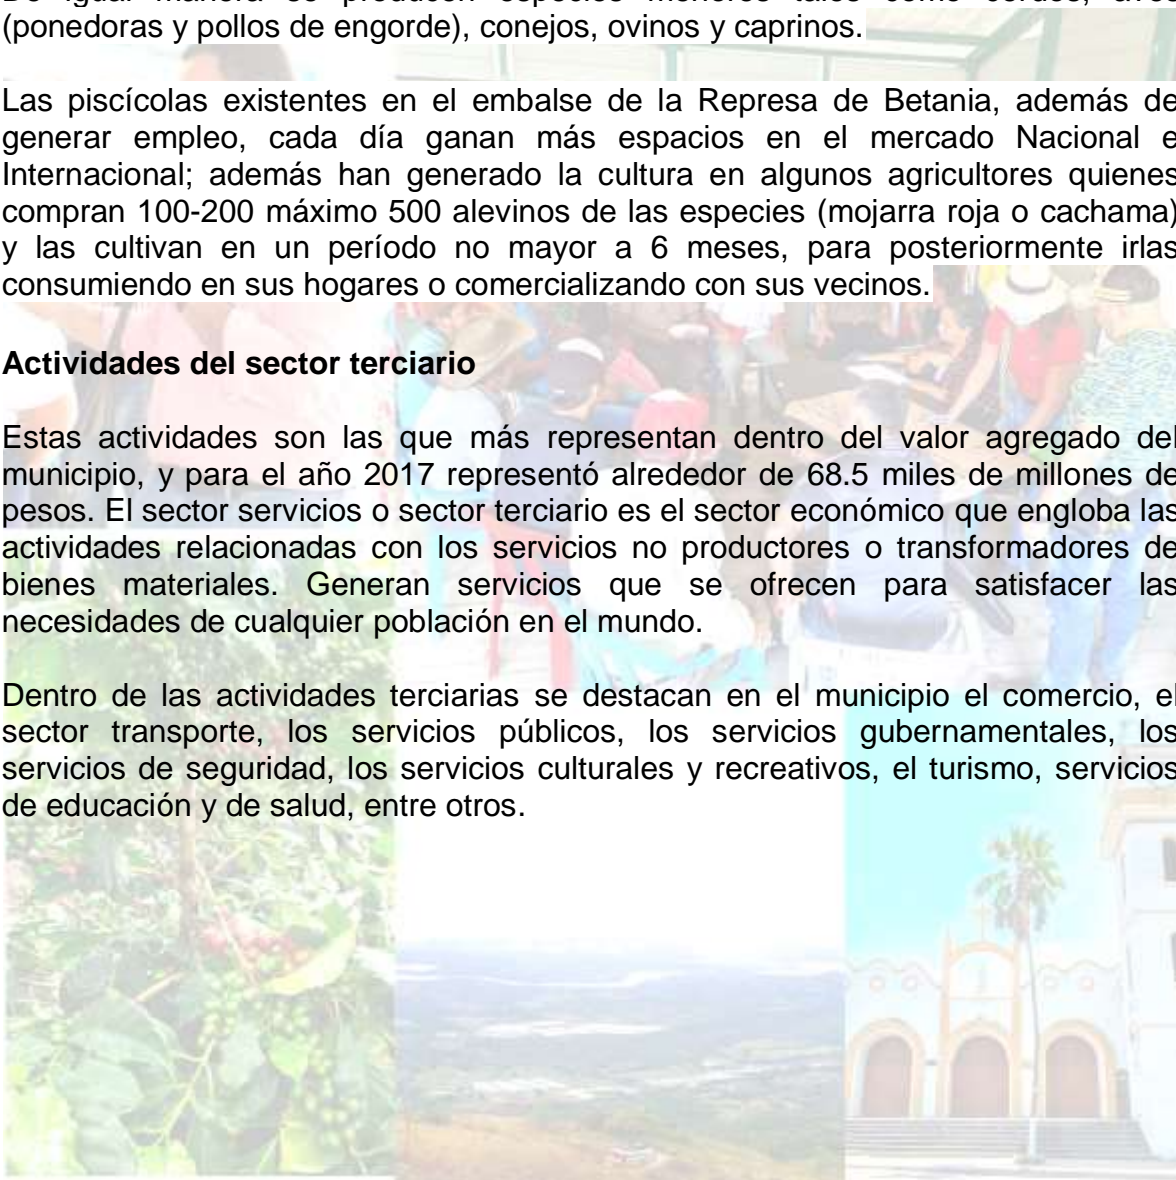 (ponedoras y pollos de engorde), conejos, ovinos y caprinos.
Las piscícolas existentes en el embalse de la Represa de Betania, además de
generar empleo, cada día ganan más espacios en el mercado Nacional e
Internacional; además han generado la cultura en algunos agricultores quienes
compran 100-200 máximo 500 alevinos de las especies (mojarra roja o cachama)
y las cultivan en un período no mayor a 6 meses, para posteriormente irlas
consumiendo en sus hogares o comercializando con sus vecinos.
Actividades del sector terciario
Estas actividades son las que más representan dentro del valor agregado del
municipio, y para el año 2017 representó alrededor de 68.5 miles de millones de
pesos. El sector servicios o sector terciario es el sector económico que engloba las
actividades relacionadas con los servicios no productores o transformadores de
bienes materiales. Generan servicios que se ofrecen para satisfacer las
necesidades de cualquier población en el mundo.
Dentro de las actividades terciarias se destacan en el municipio el comercio, el
sector transporte, los servicios públicos, los servicios gubernamentales, los
servicios de seguridad, los servicios culturales y recreativos, el turismo, servicios
de educación y de salud, entre otros.